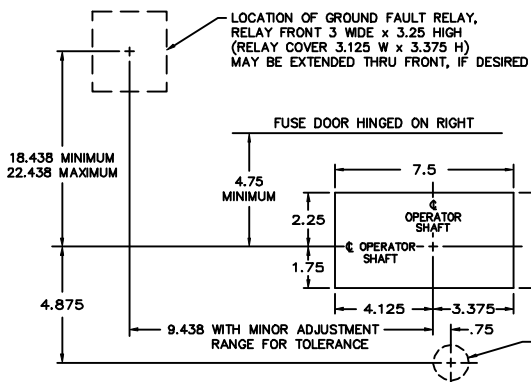 LOCATION OF GROUND FAULT RELAY,
RELAY FRONT 3 WIDE x 3.25 HIGH
(RELAY COVER 3.125 W x 3.375 H)
MAY BE EXTENDED THRU FRONT, IF DESIRED
FUSE DOOR HINGED ON RIGHT
18.438 MINIMUM
22.438 MAXIMUM
4.75
MINIMUM
7.5
2.25
℄
OPERATOR
SHAFT
℄ OPERATOR
SHAFT
1.75
4.875
4.125
3.375
9.438 WITH MINOR ADJUSTMENT
RANGE FOR TOLERANCE
.75